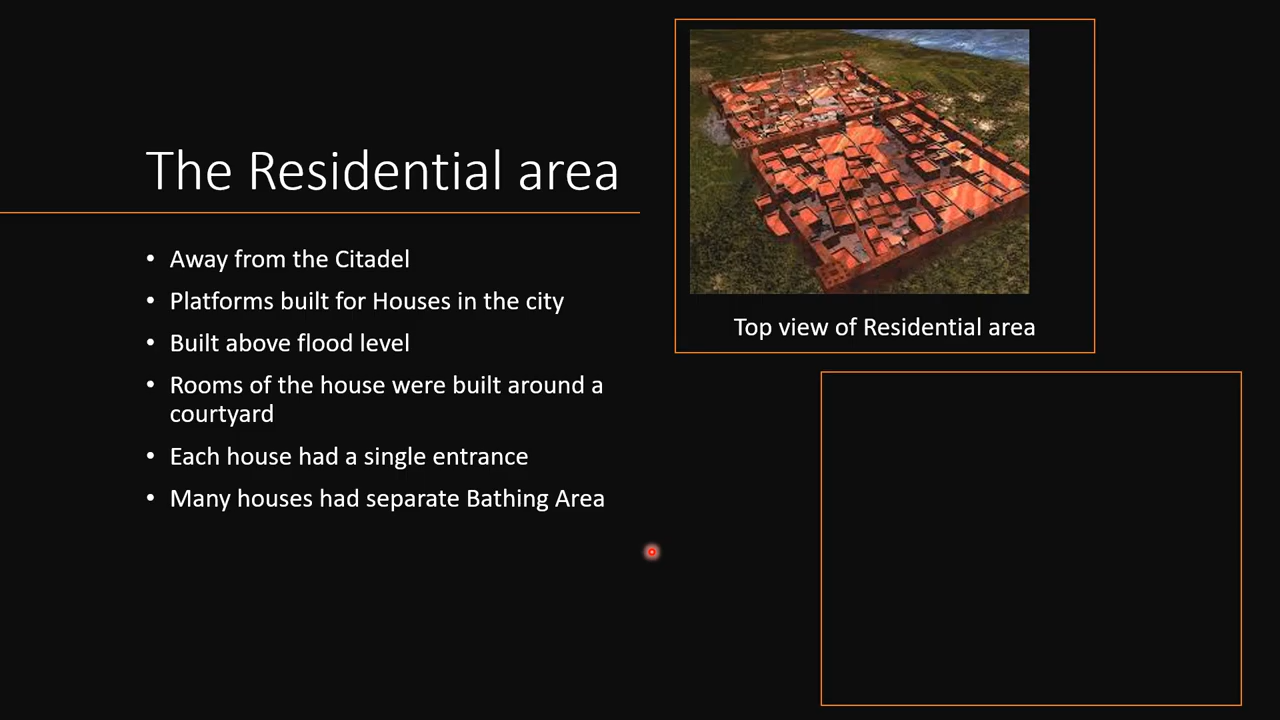 The Residential area
• Away from the Citadel
• Platforms built for Houses in the city
• Built above flood level
• Rooms of the house were built around a
courtyard
• Each house had a single entrance
• Many houses had separate Bathing Area
Top view of Residential area